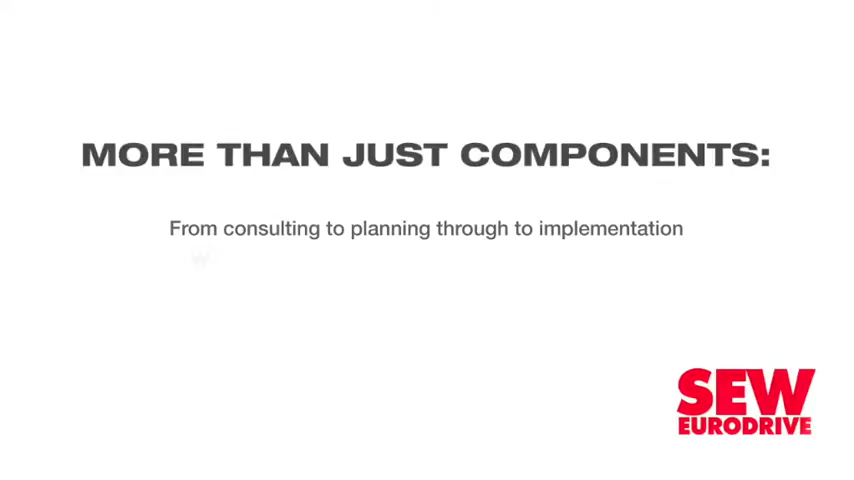 MORE THAN JUST COMPONENTS:
From consulting to planning through to implementation
SEW
EURODRIVE